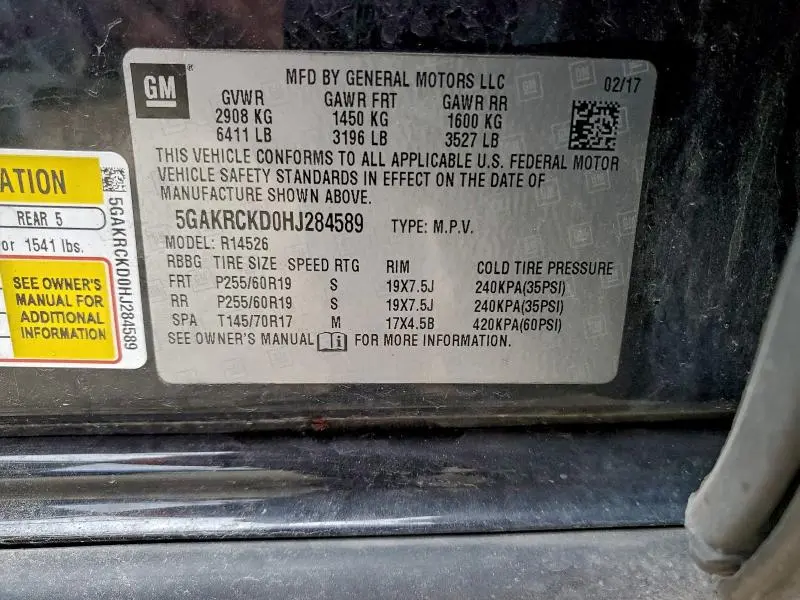 GM
MFD BY GENERAL MOTORS LLC 02/17
GVWR GAWR FRT GAWR RR
2908 KG 1450 KG 1600 KG
6411 LB 3196 LB 3527 LB
THIS VEHICLE CONFORMS TO ALL APPLICABLE U.S. FEDERAL MOTOR
VEHICLE SAFETY STANDARDS IN EFFECT ON THE DATE OF
MANUFACTURE SHOWN ABOVE.
5GAKRCKD0HJ284589 TYPE: M.P.V.
MODEL: R14526
RBBG TIRE SIZE SPEED RTG RIM COLD TIRE PRESSURE
FRT P255/60R19 S 19X7.5J 240KPA(35PSI)
RR P255/60R19 S 19X7.5J 240KPA(35PSI)
SPA T145/70R17 M 17X4.5B 420KPA(60PSI)
SEE OWNER'S MANUAL FOR MORE INFORMATION.
ATION
REAR 5
or 1541 lbs.
SEE OWNER'S
MANUAL FOR
ADDITIONAL
INFORMATION
5GAKRCKD0HJ284589